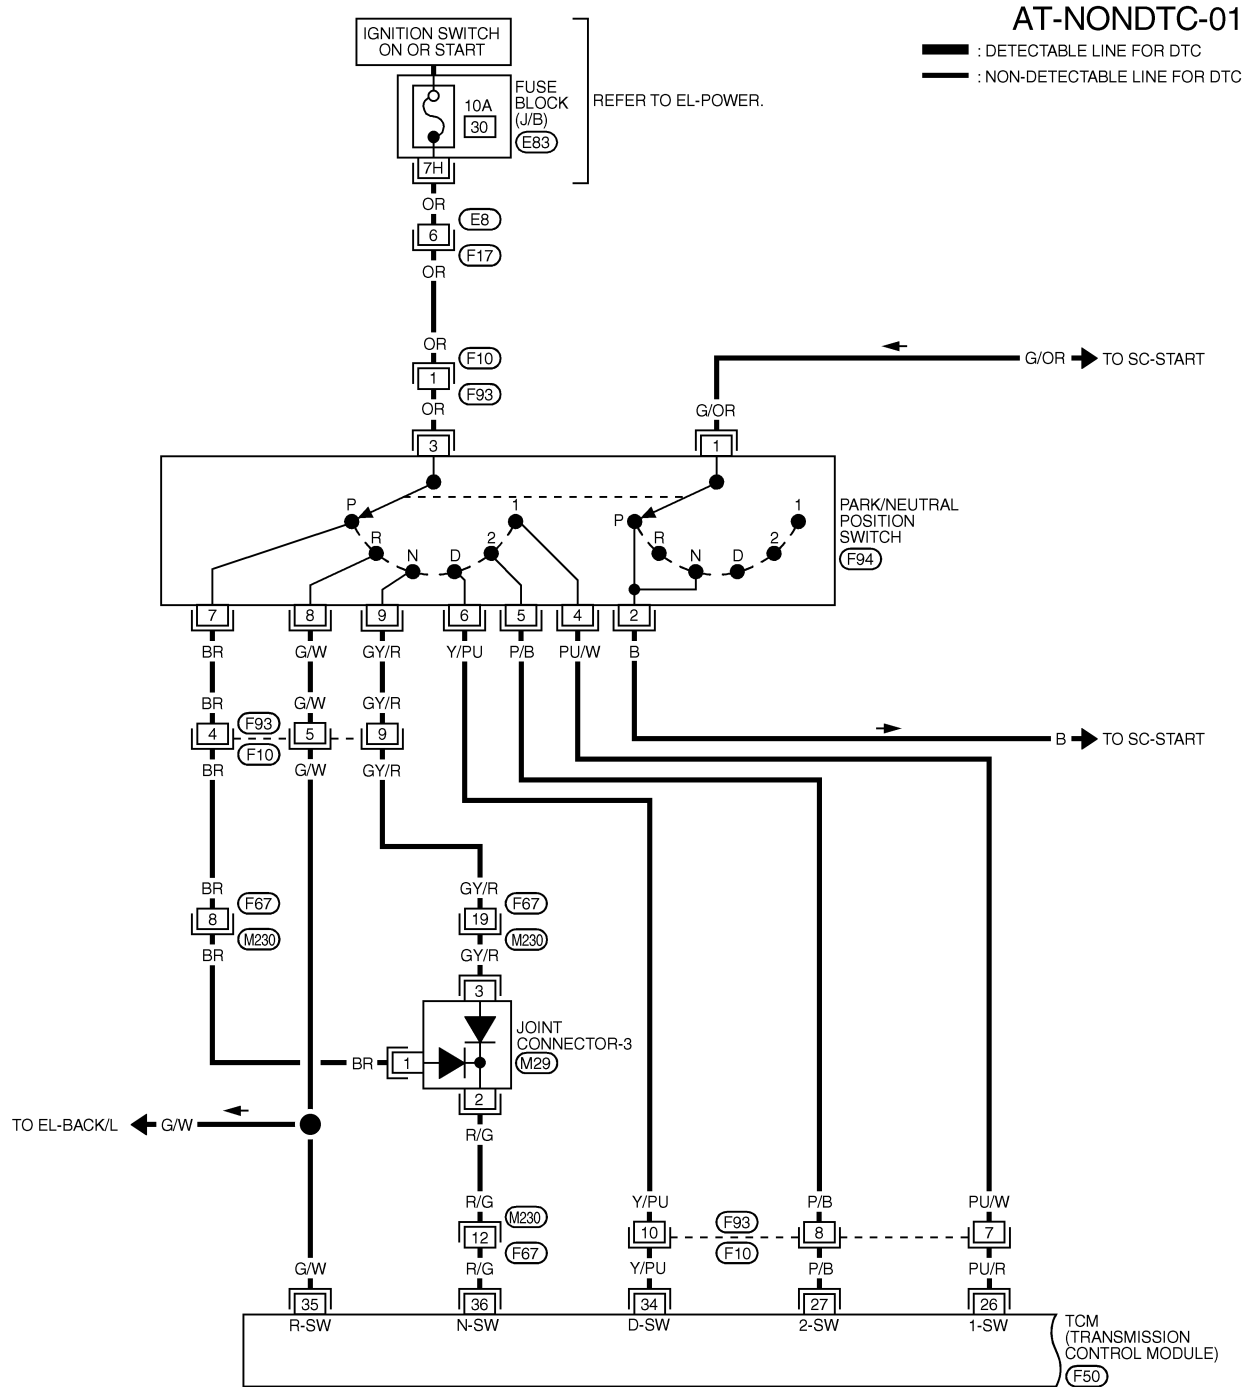 AT-NONDTC-01
: DETECTABLE LINE FOR DTC
: NON-DETECTABLE LINE FOR DTC
IGNITION SWITCH
ON OR START
10A
30
FUSE
BLOCK
(J/B)
E83
REFER TO EL-POWER.
7H
OR
E8
6
F17
OR
OR
F10
1
F93
OR
3
G/OR
TO SC-START
G/OR
1
P
R
N
D
2
1
P
R
N
D
2
1
PARK/NEUTRAL
POSITION
SWITCH
F94
7
8
9
6
5
4
2
BR
G/W
GY/R
Y/PU
P/B
PU/W
B
BR
G/W
GY/R
4
F93
5
9
F10
BR
G/W
GY/R
B
TO SC-START
BR
GY/R
8
F67
19
F67
M230
M230
BR
GY/R
3
JOINT
CONNECTOR-3
M29
BR
1
2
TO EL-BACK/L
G/W
R/G
R/G
Y/PU
P/B
PU/W
M230
12
F67
10
F93
8
7
F10
G/W
R/G
Y/PU
P/B
PU/R
35
36
34
27
26
R-SW
N-SW
D-SW
2-SW
1-SW
TCM
(TRANSMISSION
CONTROL MODULE)
F50